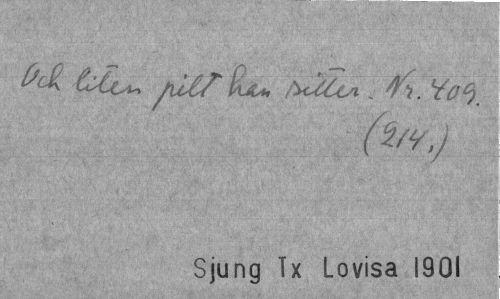 Och liten pilt han sitter. Nr. 409.
(214.)
Sjung Tx Lovisa 1901